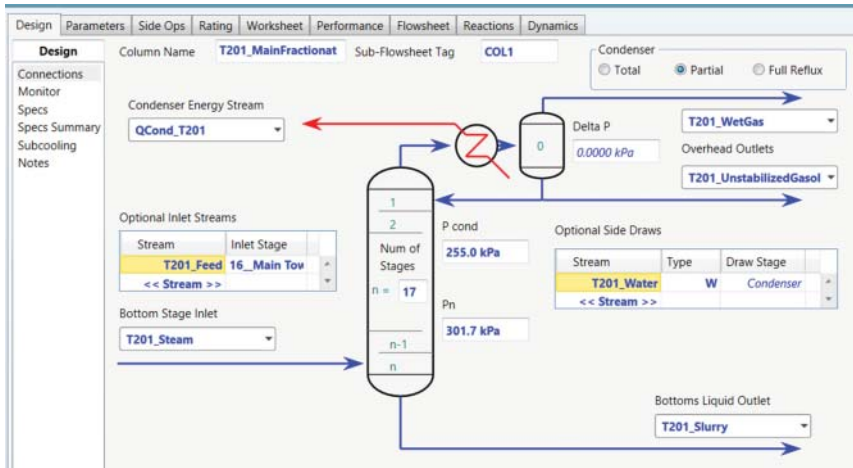 Design Parameters Side Ops Rating Worksheet Performance Flowsheet Reactions Dynamics
Design
Connections
Monitor
Specs
Specs Summary
Subcooling
Notes
Column Name T201_MainFractionat Sub-Flowsheet Tag COL1
Condenser
Total Partial Full Reflux
Condenser Energy Stream
QCond_T201
0
Delta P
0.0000 kPa
T201_WetGas
Overhead Outlets
T201_UnstabilizedGasol
Optional Inlet Streams
Stream Inlet Stage
T201_Feed 16__Main Tow
<< Stream >>
Bottom Stage Inlet
T201_Steam
1
2
Num of
Stages
n = 17
n-1
n
P cond
255.0 kPa
Pn
301.7 kPa
Optional Side Draws
Stream Type Draw Stage
T201_Water W Condenser
<< Stream >>
Bottoms Liquid Outlet
T201_Slurry